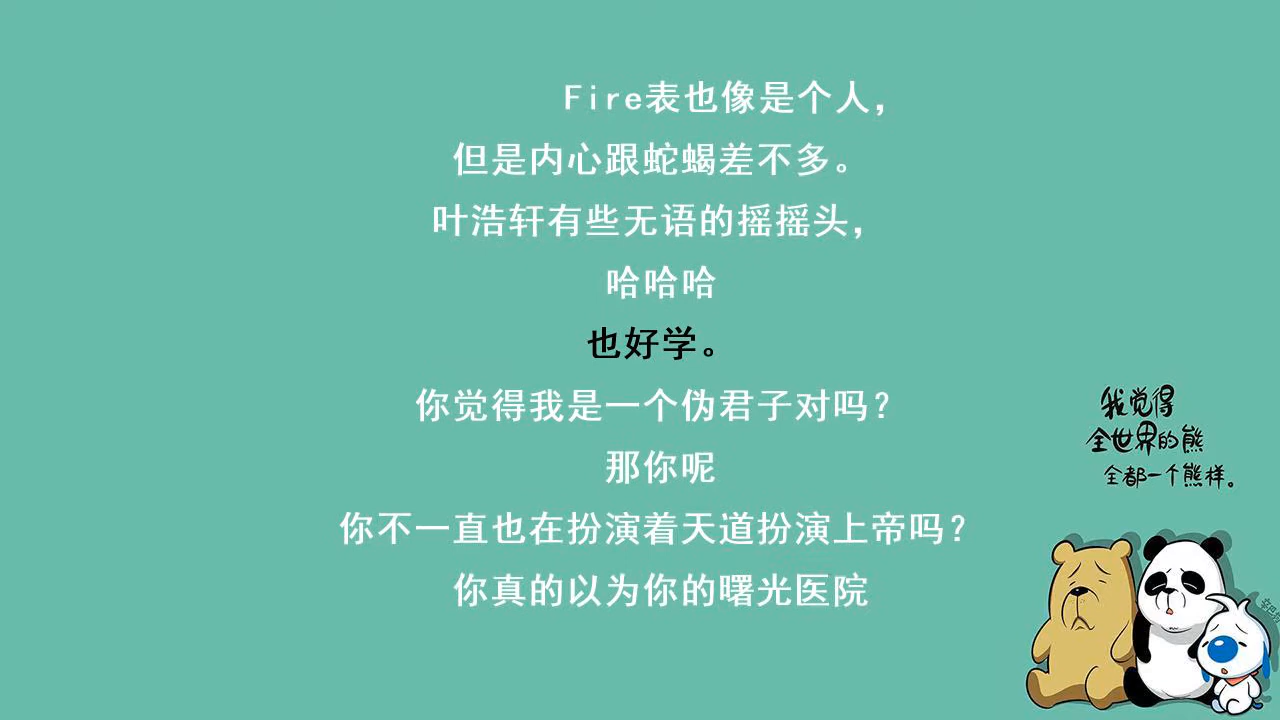 Fire表也像是个人，
但是内心跟蛇蝎差不多。
叶浩轩有些无语的摇摇头，
哈哈哈
也好学。
你觉得我是一个伪君子对吗？
那你呢
你不一直也在扮演着天道扮演上帝吗？
你真的以为你的曙光医院
我觉得
全世界的熊
全都一个熊样。